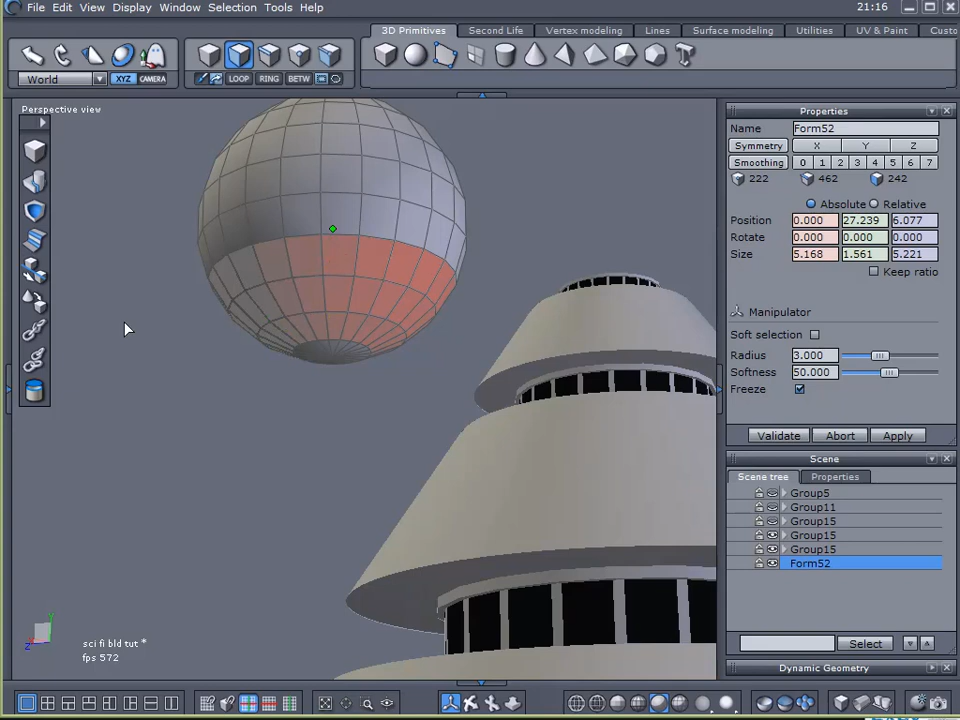 File Edit View Display Window Selection Tools Help 21:16
3D Primitives Second Life Vertex modeling Lines Surface modeling Utilities UV & Paint Custo
World XYZ CAMERA LOOP RING BETW
Perspective view
Properties
Name Form52
Symmetry X Y Z
Smoothing 0 1 2 3 4 5 6 7
222 462 242
Absolute Relative
Position 0.000 27.239 6.077
Rotate 0.000 0.000 0.000
Size 5.168 1.561 5.221
Keep ratio
Manipulator
Soft selection
Radius 3.000
Softness 50.000
Freeze
Validate Abort Apply
Scene
Scene tree Properties
Group5
Group11
Group15
Group15
Group15
Form52
Select
Dynamic Geometry
Y
Z
sci fi bld tut *
fps 572